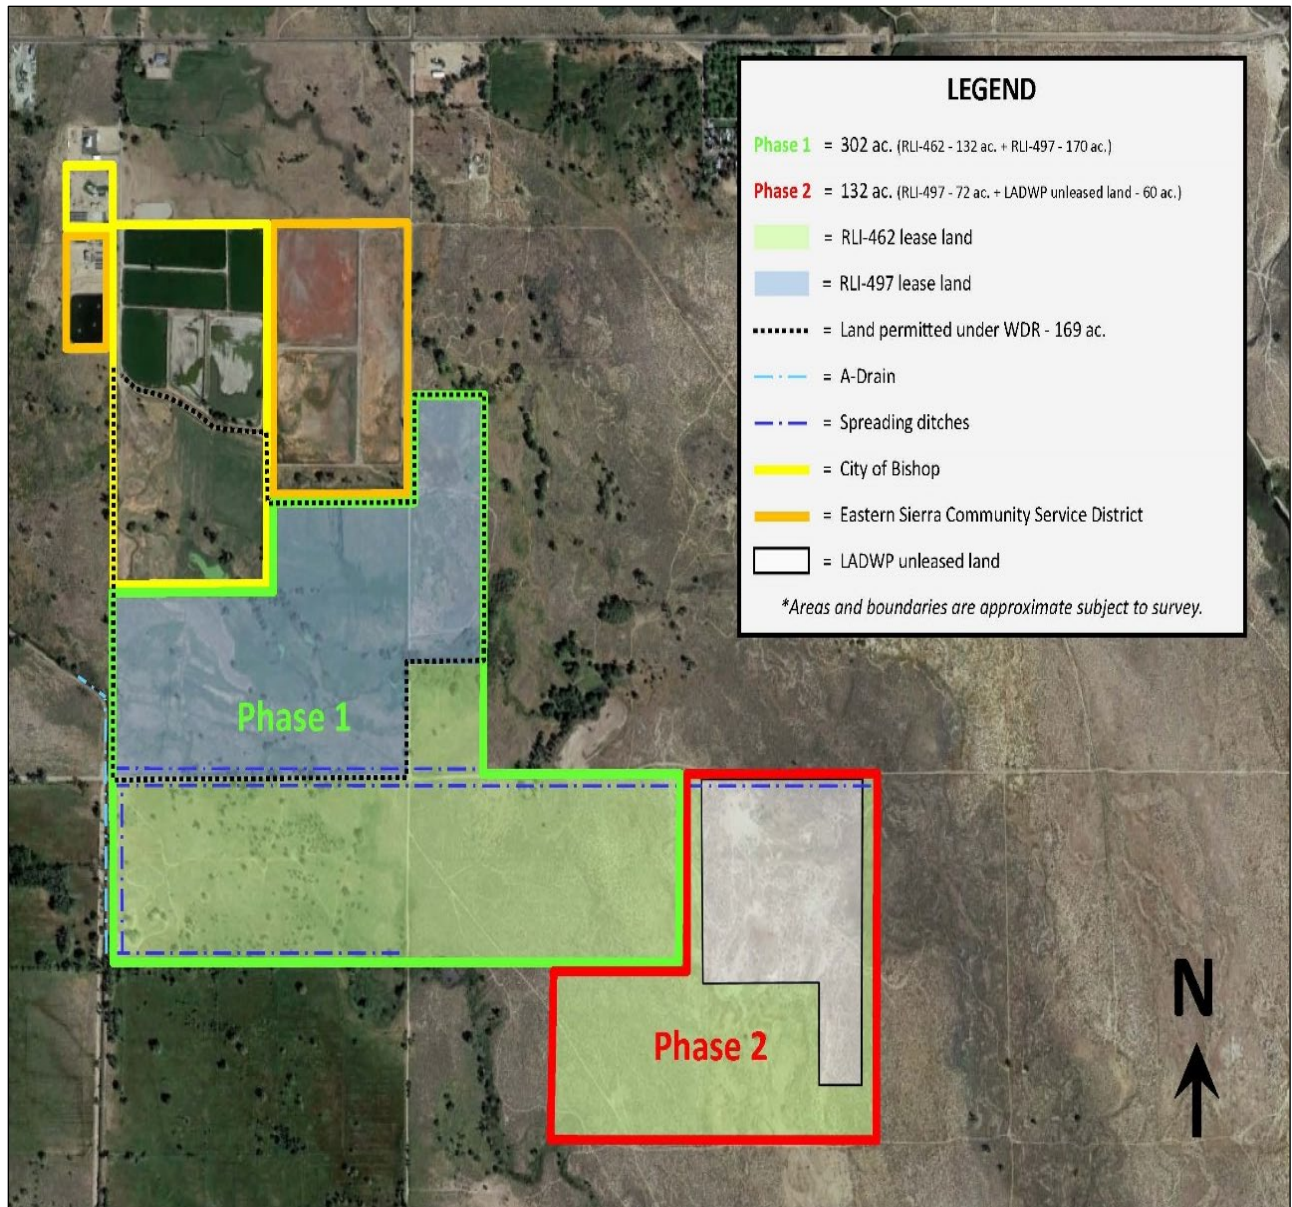 LEGEND
Phase 1 = 302 ac. (RLI-462 - 132 ac. + RLI-497 - 170 ac.)
Phase 2 = 132 ac. (RLI-497 - 72 ac. + LADWP unleased land - 60 ac.)
= RLI-462 lease land
= RLI-497 lease land
= Land permitted under WDR - 169 ac.
= A-Drain
= Spreading ditches
= City of Bishop
= Eastern Sierra Community Service District
= LADWP unleased land
*Areas and boundaries are approximate subject to survey.
Phase 1
Phase 2
N